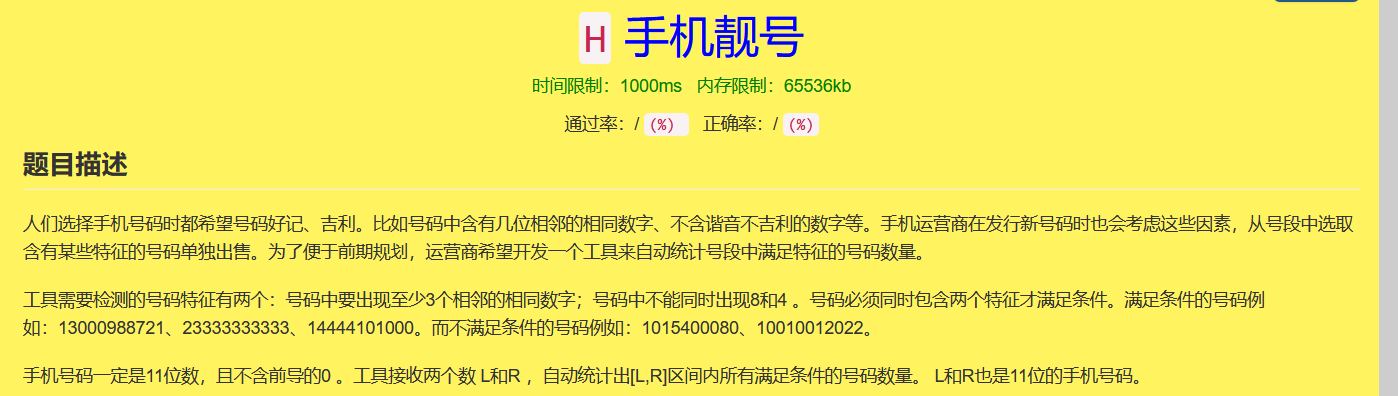 H 手机靓号
时间限制：1000ms 内存限制：65536kb
通过率：/ (%) 正确率：/ (%)
题目描述
人们选择手机号码时都希望号码好记、吉利。比如号码中含有几位相邻的相同数字、不含谐音不吉利的数字等。手机运营商在发行新号码时也会考虑这些因素，从号段中选取
含有某些特征的号码单独出售。为了便于前期规划，运营商希望开发一个工具来自动统计号段中满足特征的号码数量。
工具需要检测的号码特征有两个：号码中要出现至少3个相邻的相同数字；号码中不能同时出现8和4 。号码必须同时包含两个特征才满足条件。满足条件的号码例
如：13000988721、23333333333、14444101000。而不满足条件的号码例如：1015400080、10010012022。
手机号码一定是11位数，且不含前导的0 。工具接收两个数 L和R ，自动统计出[L,R]区间内所有满足条件的号码数量。 L和R也是11位的手机号码。